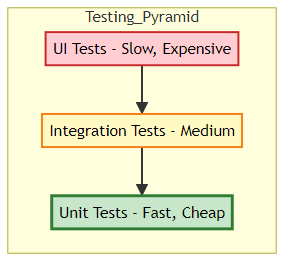 Testing_Pyramid
UI Tests - Slow, Expensive
Integration Tests - Medium
Unit Tests - Fast, Cheap